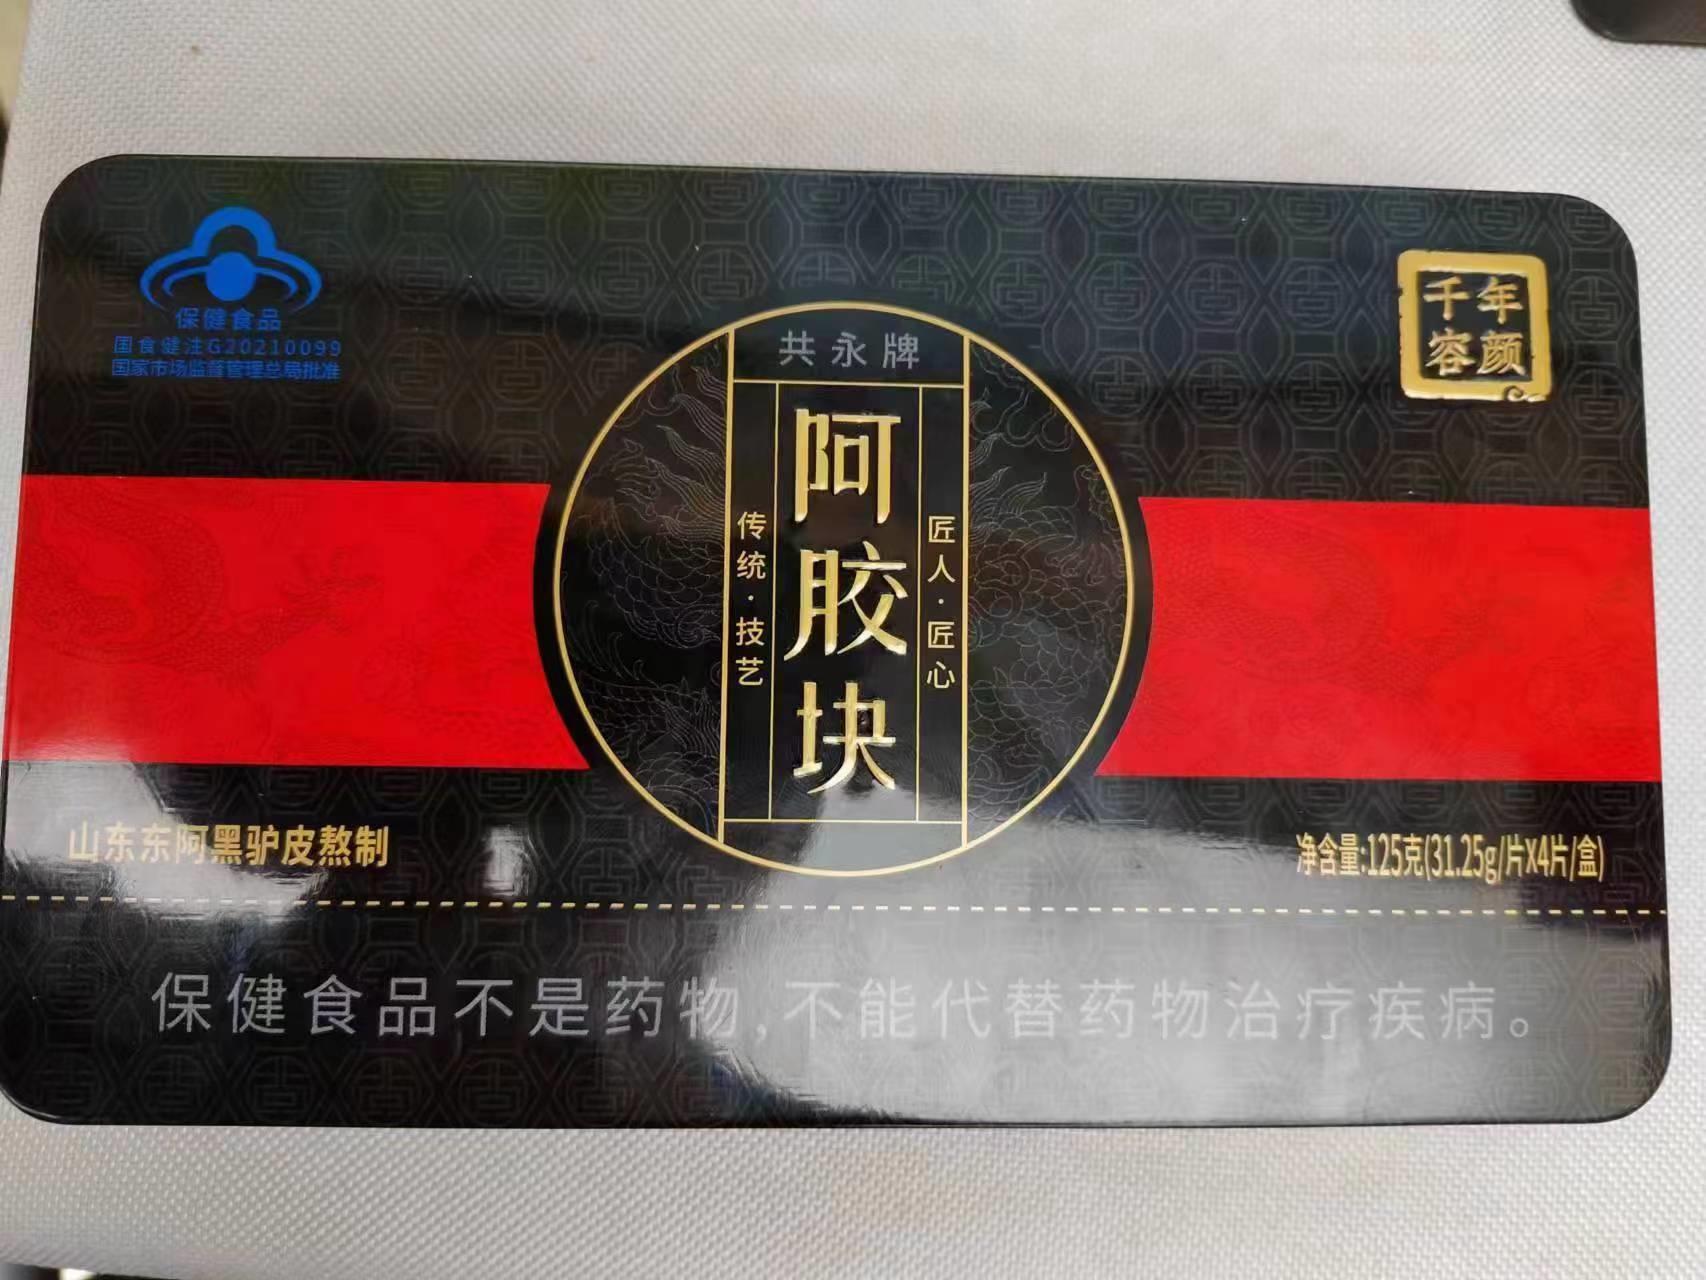 保健食品
国食健注G20210099
国家市场监督管理总局批准
千年
容颜
共永牌
阿胶块
传统·技艺
匠人·匠心
山东东阿黑驴皮熬制
净含量:125克(31.25g/片X4片/盒)
保健食品不是药物,不能代替药物治疗疾病。